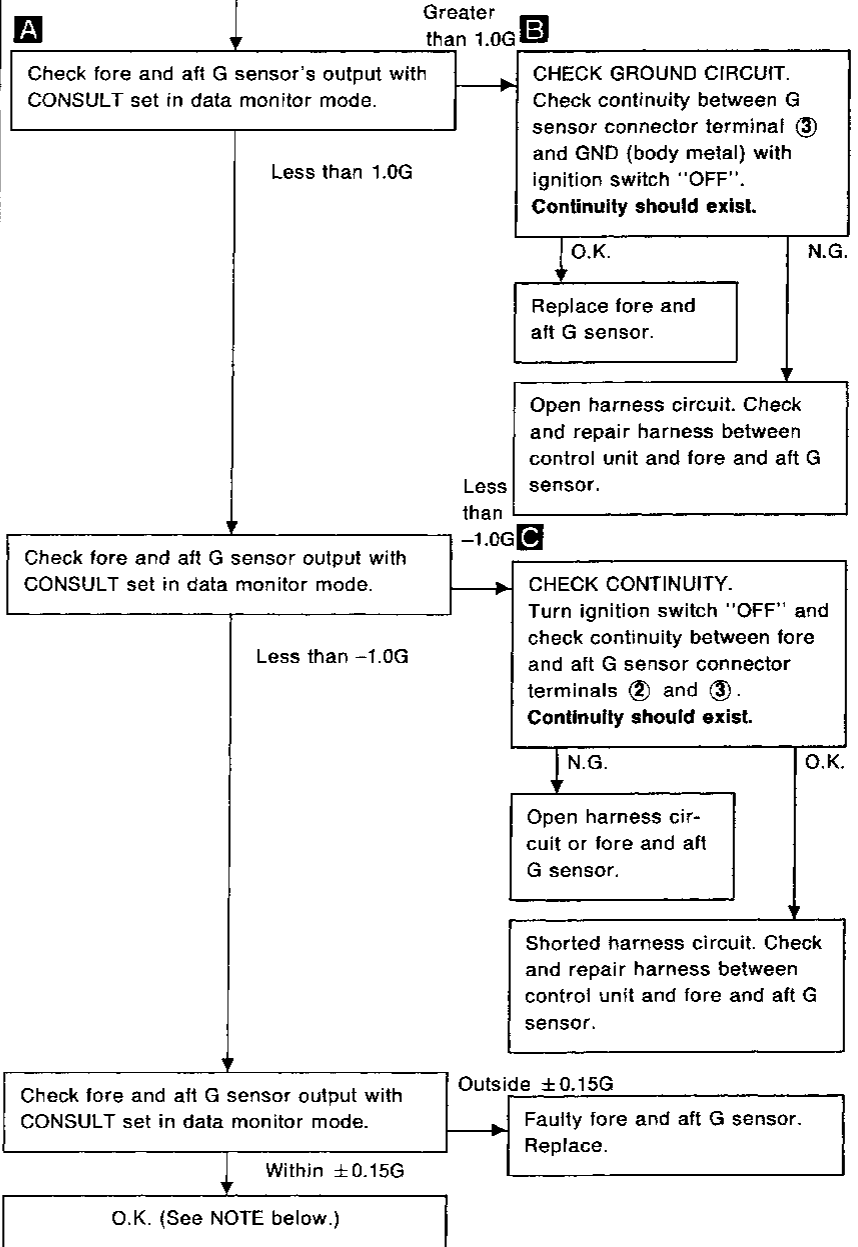 A
Check fore and aft G sensor's output with
CONSULT set in data monitor mode.
Greater
than 1.0G
B
CHECK GROUND CIRCUIT.
Check continuity between G
sensor connector terminal ③
and GND (body metal) with
ignition switch "OFF".
Continuity should exist.
Less than 1.0G
O.K.
N.G.
Replace fore and
aft G sensor.
Open harness circuit. Check
and repair harness between
control unit and fore and aft G
sensor.
Less
than
−1.0G
C
Check fore and aft G sensor output with
CONSULT set in data monitor mode.
CHECK CONTINUITY.
Turn ignition switch "OFF" and
check continuity between fore
and aft G sensor connector
terminals ② and ③.
Continuity should exist.
Less than −1.0G
N.G.
O.K.
Open harness cir-
cuit or fore and aft
G sensor.
Shorted harness circuit. Check
and repair harness between
control unit and fore and aft G
sensor.
Check fore and aft G sensor output with
CONSULT set in data monitor mode.
Outside ±0.15G
Faulty fore and aft G sensor.
Replace.
Within ±0.15G
O.K. (See NOTE below.)